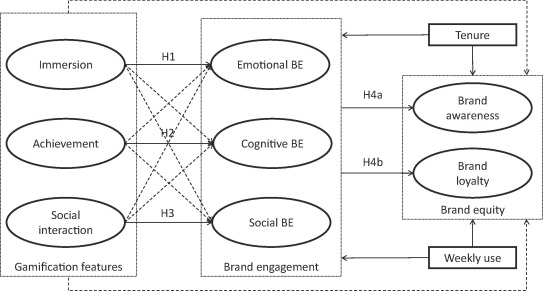 Tenure
Immersion
H1
Emotional BE
H4a
Brand
awareness
Achievement
H2
Cognitive BE
H4b
Brand
loyalty
Social
interaction
H3
Social BE
Brand equity
Gamification features
Brand engagement
Weekly use